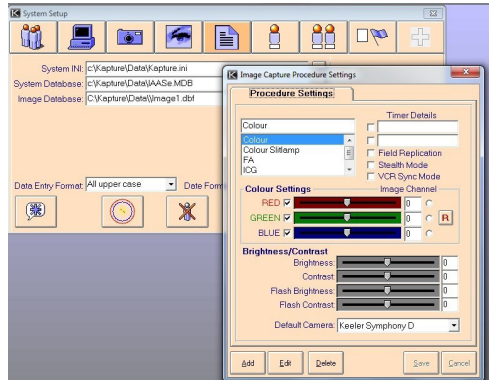 System Setup
System INI: c:\Kapture\Data\Kapture.ini
System Database: c:\Kapture\Data\IAASe.MDB
Image Database: C:\Kapture\Data\\Image1.dbf
Data Entry Format: All upper case
Date Form
Image Capture Procedure Settings
Procedure Settings
Timer Details
Colour
Colour
Colour Slitlamp
FA
ICG
Field Replication
Stealth Mode
VCR Sync Mode
Colour Settings Image Channel
RED 0
GREEN 0 R
BLUE 0
Brightness/Contrast
Brightness: 0
Contrast: 0
Flash Brightness: 0
Flash Contrast: 0
Default Camera: Keeler Symphony D
Add Edit Delete Save Cancel